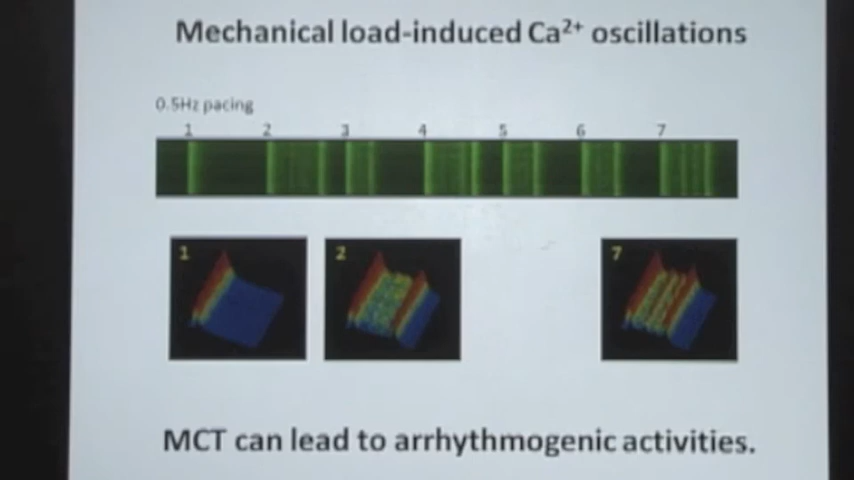 Mechanical load-induced Ca²⁺ oscillations
0.5Hz pacing
1 2 3 4 5 6 7
1 2 7
MCT can lead to arrhythmogenic activities.